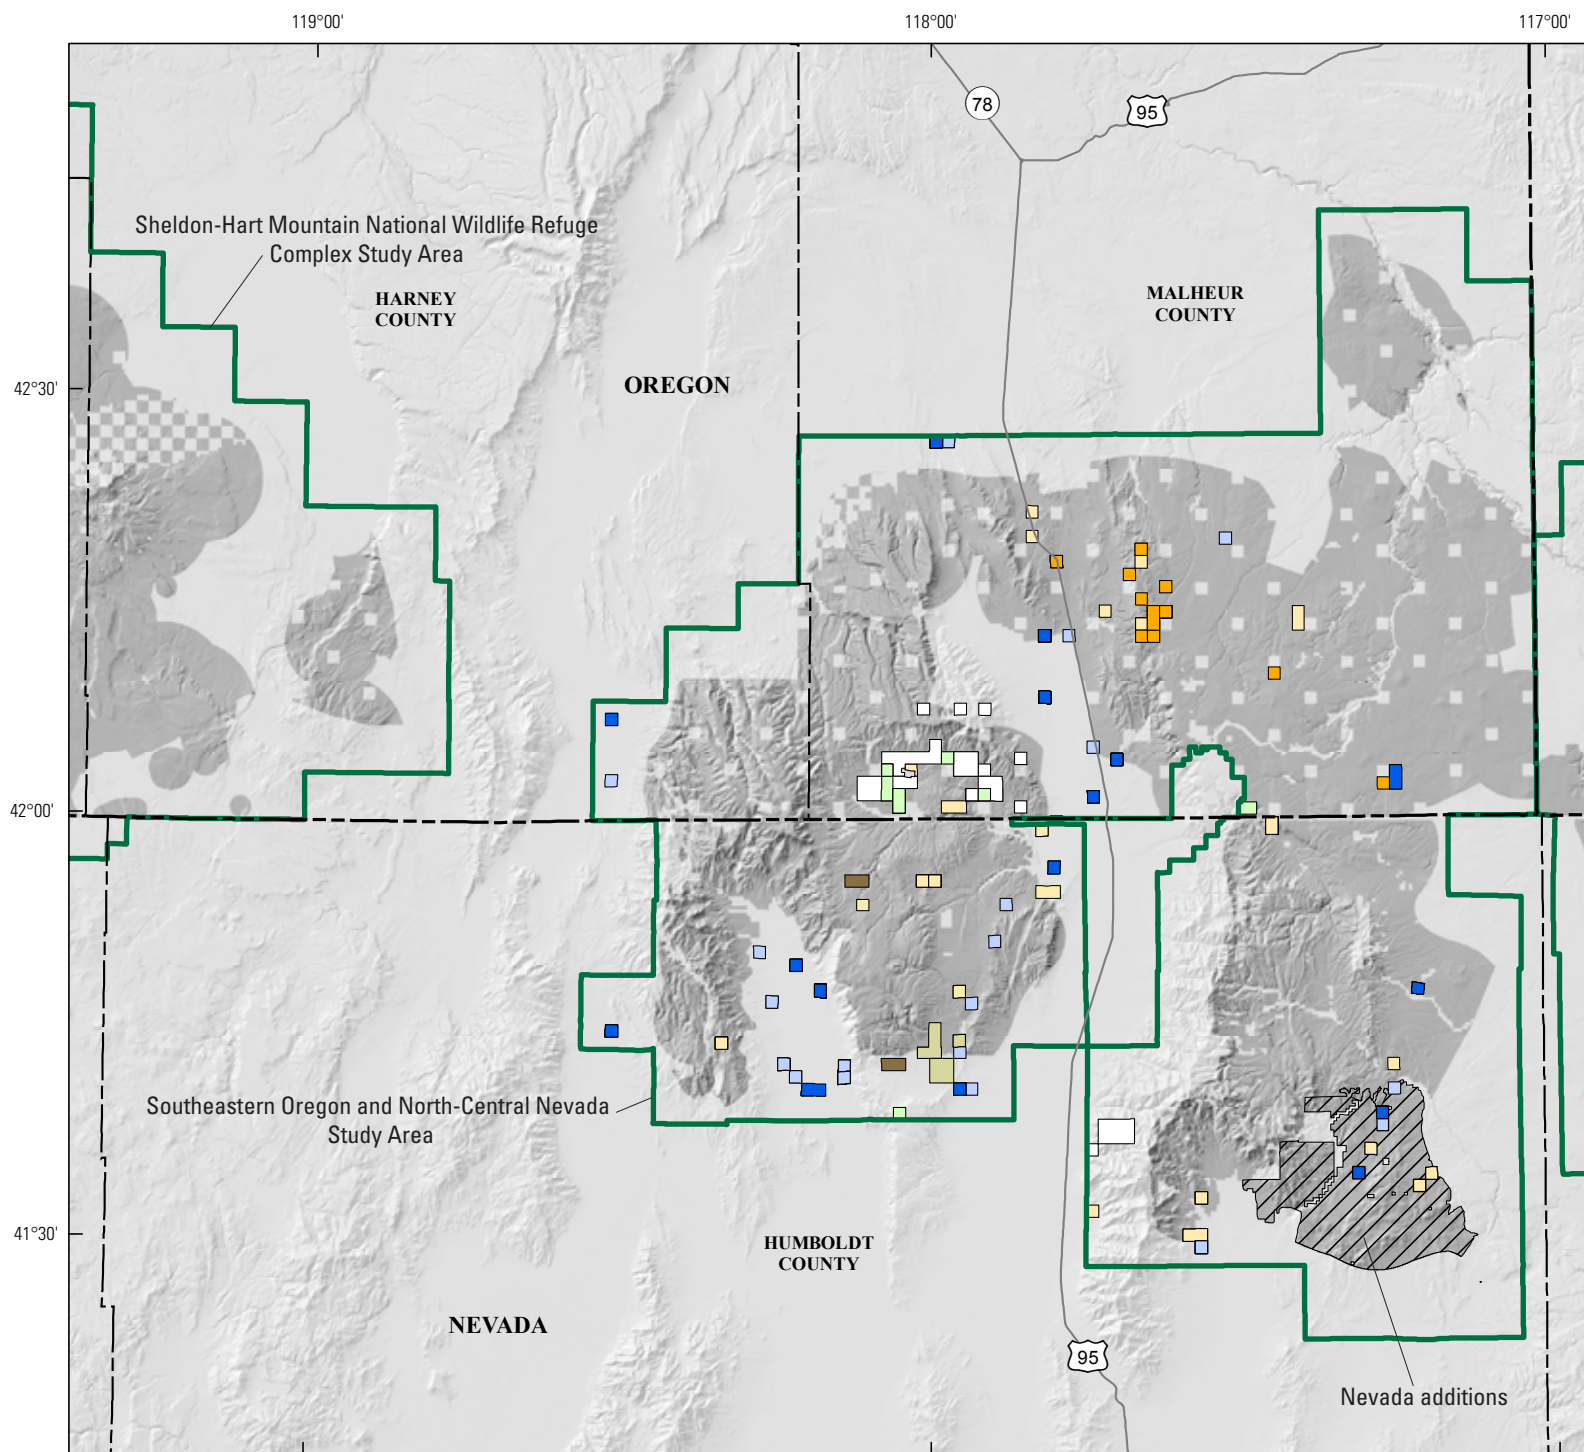 119°00'
118°00'
117°00'
78
95
Sheldon-Hart Mountain National Wildlife Refuge
Complex Study Area
HARNEY
COUNTY
MALHEUR
COUNTY
42°30'
OREGON
42°00'
Southeastern Oregon and North-Central Nevada
Study Area
41°30'
HUMBOLDT
COUNTY
NEVADA
95
Nevada additions